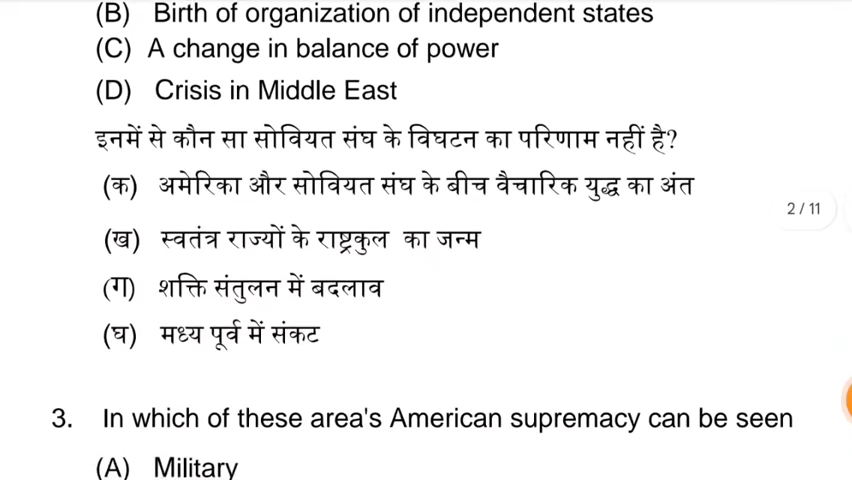 (B) Birth of organization of independent states
(C) A change in balance of power
(D) Crisis in Middle East
इनमें से कौन सा सोवियत संघ के विघटन का परिणाम नहीं है?
(क) अमेरिका और सोवियत संघ के बीच वैचारिक युद्ध का अंत
2 / 11
(ख) स्वतंत्र राज्यों के राष्ट्रकुल का जन्म
(ग) शक्ति संतुलन में बदलाव
(घ) मध्य पूर्व में संकट
3. In which of these area's American supremacy can be seen
(A) Military